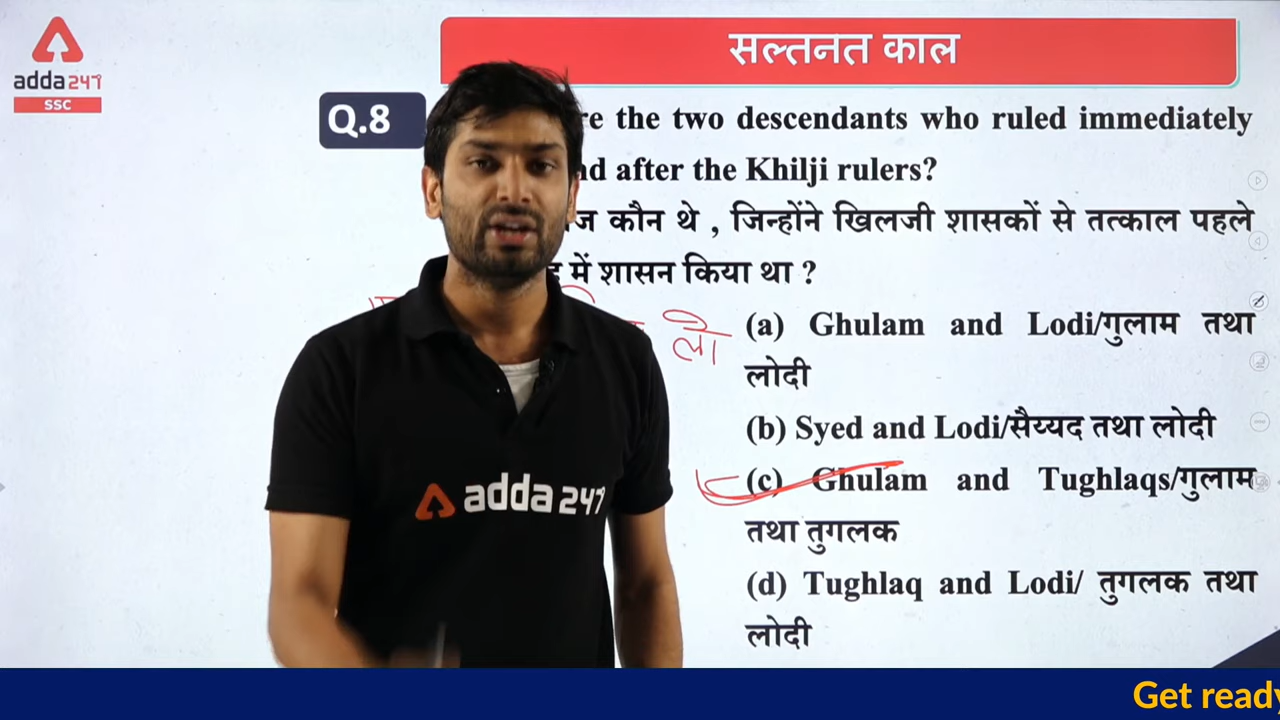 adda247
SSC
सल्तनत काल
Q.8
the two descendants who ruled immediately
after the Khilji rulers?
कौन थे , जिन्होंने खिलजी शासकों से तत्काल पहले
में शासन किया था ?
लो
(a) Ghulam and Lodi/गुलाम तथा
लोदी
(b) Syed and Lodi/सैय्यद तथा लोदी
(c) Ghulam and Tughlaqs/गुलाम
तथा तुगलक
(d) Tughlaq and Lodi/ तुगलक तथा
लोदी
adda247
Get ready